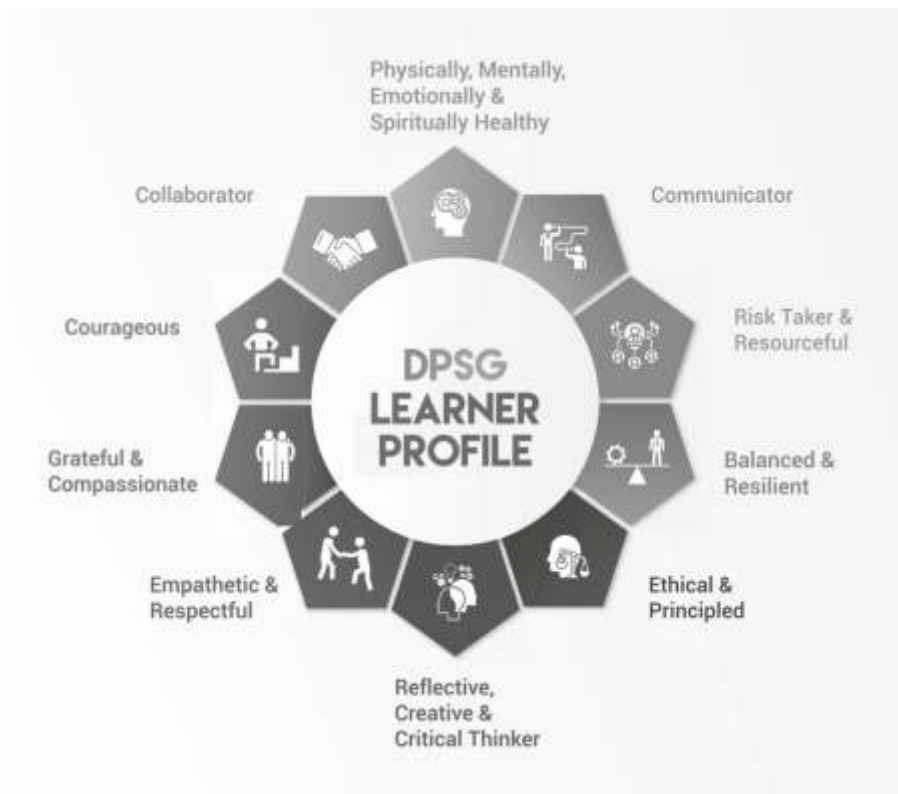 Physically, Mentally,
Emotionally &
Spiritually Healthy
Communicator
Risk Taker &
Resourceful
Balanced &
Resilient
Ethical &
Principled
Reflective,
Creative &
Critical Thinker
Empathetic &
Respectful
Grateful &
Compassionate
Courageous
Collaborator
DPSG
LEARNER
PROFILE